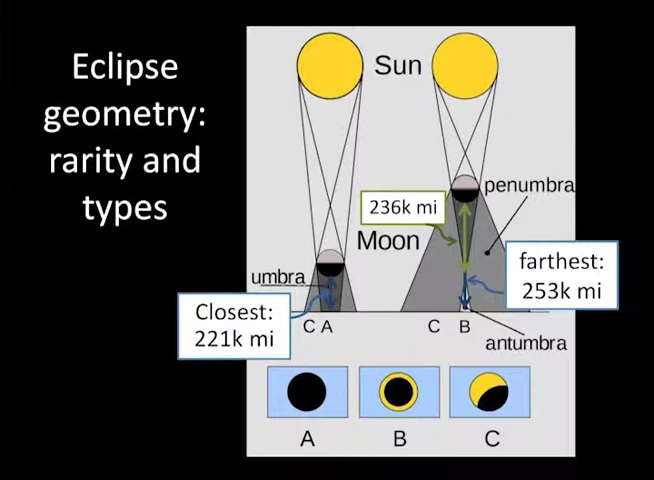 Eclipse
geometry:
rarity and
types
Sun
penumbra
236k mi
Moon
umbra
farthest:
253k mi
Closest:
221k mi
C A
C B
antumbra
A B C